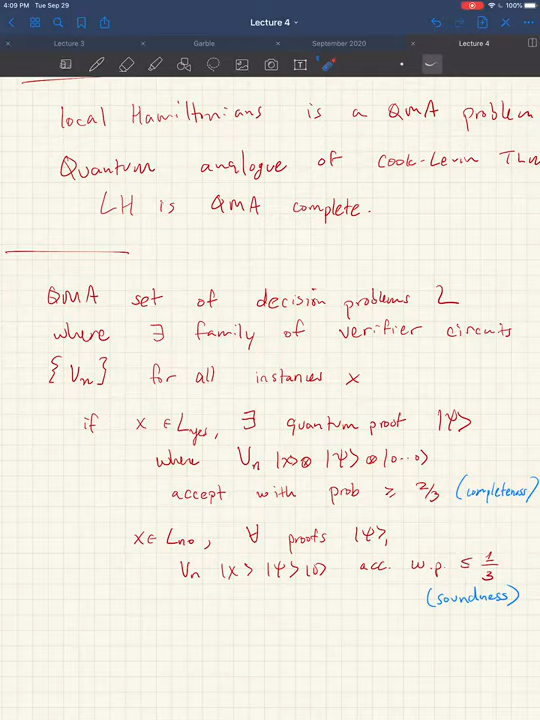 4:09 PM Tue Sep 29
100%
Lecture 4
Lecture 3
Garble
September 2020
Lecture 4
local Hamiltonians is a QMA problem
Quantum analogue of Cook-Levin Thm
LH is QMA complete.
QMA set of decision problems L
where ∃ family of verifier circuits
{Vn} for all instances x
if x ∈ Lyes, ∃ quantum proof |ψ>
where Vn |x>⊗ |ψ> ⊗ |0...0>
accept with prob ≥ 2/3 (completeness)
x ∈ Lno, ∀ proofs |ψ>,
Vn |x> |ψ> |0> acc. w.p. ≤ 1/3
(soundness)